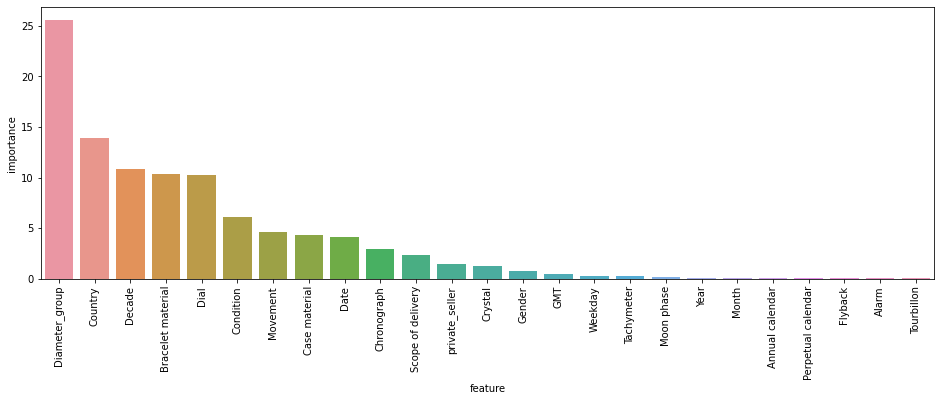 25
20
15
10
5
0
importance
Diameter_group
Country
Decade
Bracelet material
Dial
Condition
Movement
Case material
Date
Chronograph
Scope of delivery
private_seller
Crystal
Gender
GMT
Weekday
Tachymeter
Moon phase
Year
Month
Annual calendar
Perpetual calendar
Flyback
Alarm
Tourbillon
feature